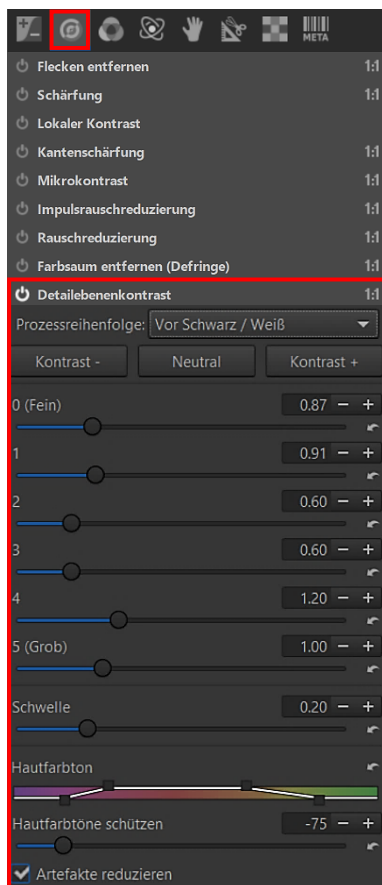 META
Flecken entfernen 1:1
Schärfung 1:1
Lokaler Kontrast
Kantenschärfung 1:1
Mikrokontrast 1:1
Impulsrauschreduzierung 1:1
Rauschreduzierung 1:1
Farbsaum entfernen (Defringe) 1:1
Detailebenenkontrast 1:1
Prozessreihenfolge: Vor Schwarz / Weiß
Kontrast - Neutral Kontrast +
0 (Fein) 0.87 − +
1 0.91 − +
2 0.60 − +
3 0.60 − +
4 1.20 − +
5 (Grob) 1.00 − +
Schwelle 0.20 − +
Hautfarbton
Hautfarbtöne schützen -75 − +
Artefakte reduzieren